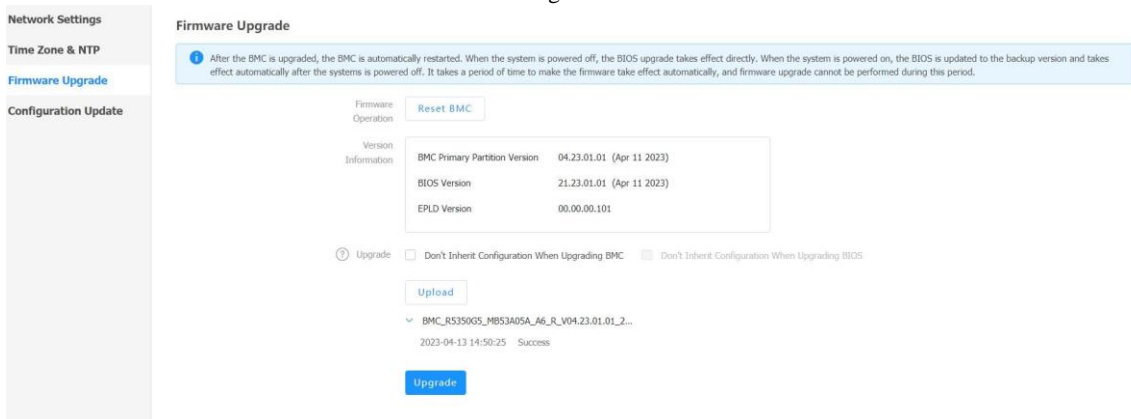 Network Settings
Time Zone & NTP
Firmware Upgrade
Configuration Update
Firmware Upgrade
After the BMC is upgraded, the BMC is automatically restarted. When the system is powered off, the BIOS upgrade takes effect directly. When the system is powered on, the BIOS is updated to the backup version and takes
effect automatically after the systems is powered off. It takes a period of time to make the firmware take effect automatically, and firmware upgrade cannot be performed during this period.
Firmware
Operation
Reset BMC
Version
Information
BMC Primary Partition Version 04.23.01.01 (Apr 11 2023)
BIOS Version 21.23.01.01 (Apr 11 2023)
EPLD Version 00.00.00.101
? Upgrade Don't Inherit Configuration When Upgrading BMC Don't Inherit Configuration When Upgrading BIOS
Upload
BMC_R5350G5_MB53A05A_A6_R_V04.23.01.01_2...
2023-04-13 14:50:25 Success
Upgrade